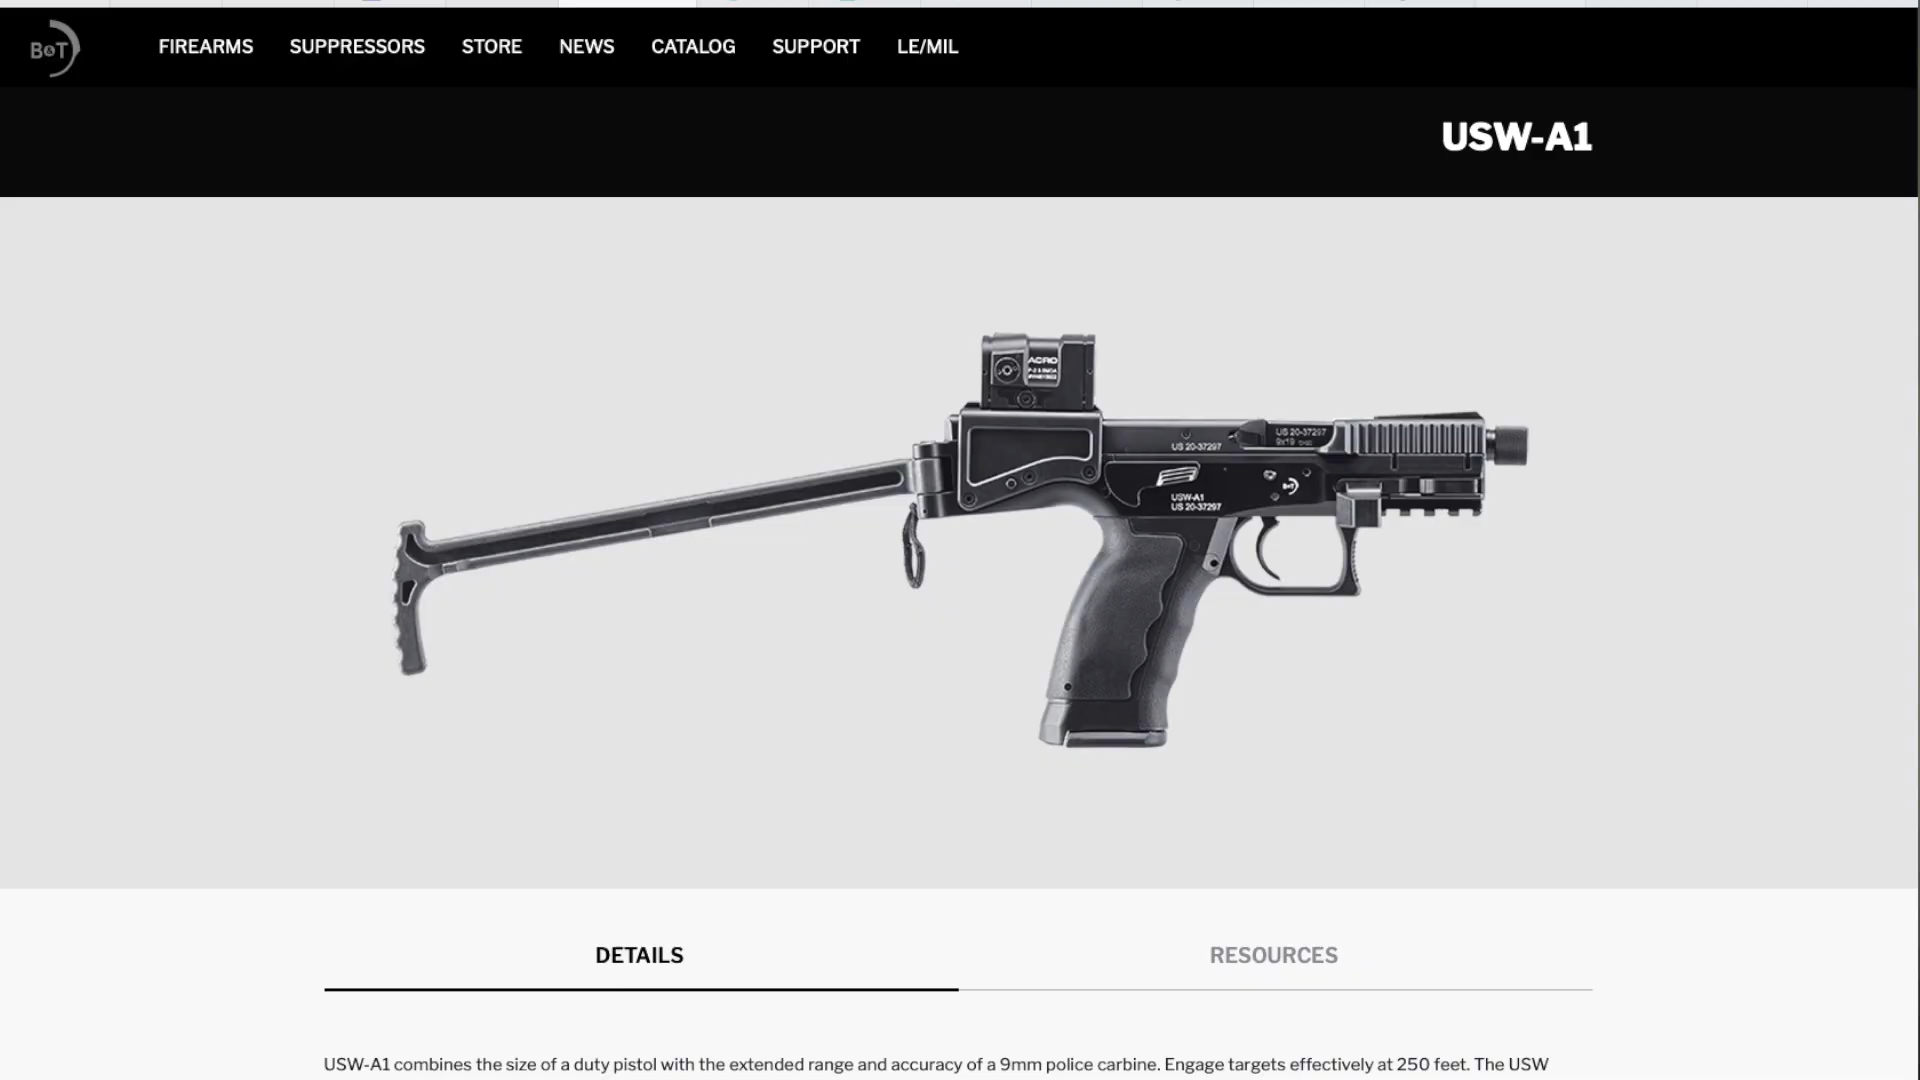 B&T
FIREARMS SUPPRESSORS STORE NEWS CATALOG SUPPORT LE/MIL
USW-A1
ACRO
US 20-37297
US 20-37297
9x19
B&T
USW-A1
US 20-37297
DETAILS RESOURCES
USW-A1 combines the size of a duty pistol with the extended range and accuracy of a 9mm police carbine. Engage targets effectively at 250 feet. The USW